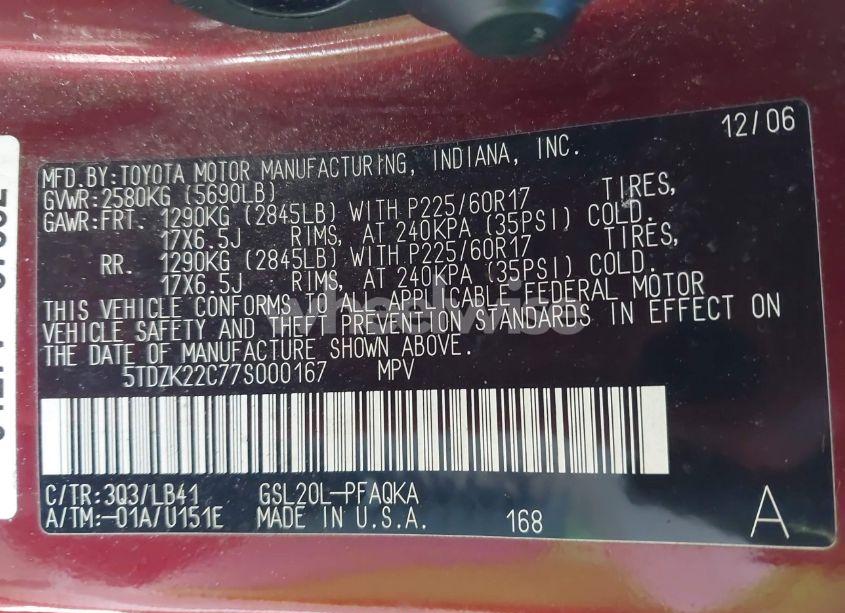 12/06
MFD.BY:TOYOTA MOTOR MANUFACTURING, INDIANA, INC.
GVWR:2580KG (5690LB)
GAWR:FRT. 1290KG (2845LB) WITH P225/60R17 TIRES,
17X6.5J RIMS, AT 240KPA (35PSI) COLD.
RR. 1290KG (2845LB) WITH P225/60R17 TIRES,
17X6.5J RIMS, AT 240KPA (35PSI) COLD.
THIS VEHICLE CONFORMS TO ALL APPLICABLE FEDERAL MOTOR
VEHICLE SAFETY AND THEFT PREVENTION STANDARDS IN EFFECT ON
THE DATE OF MANUFACTURE SHOWN ABOVE.
5TDZK22C77S000167 MPV
C/TR:3Q3/LB41 GSL20L-PFAQKA
A/TM:-01A/U151E MADE IN U.S.A. 168 A